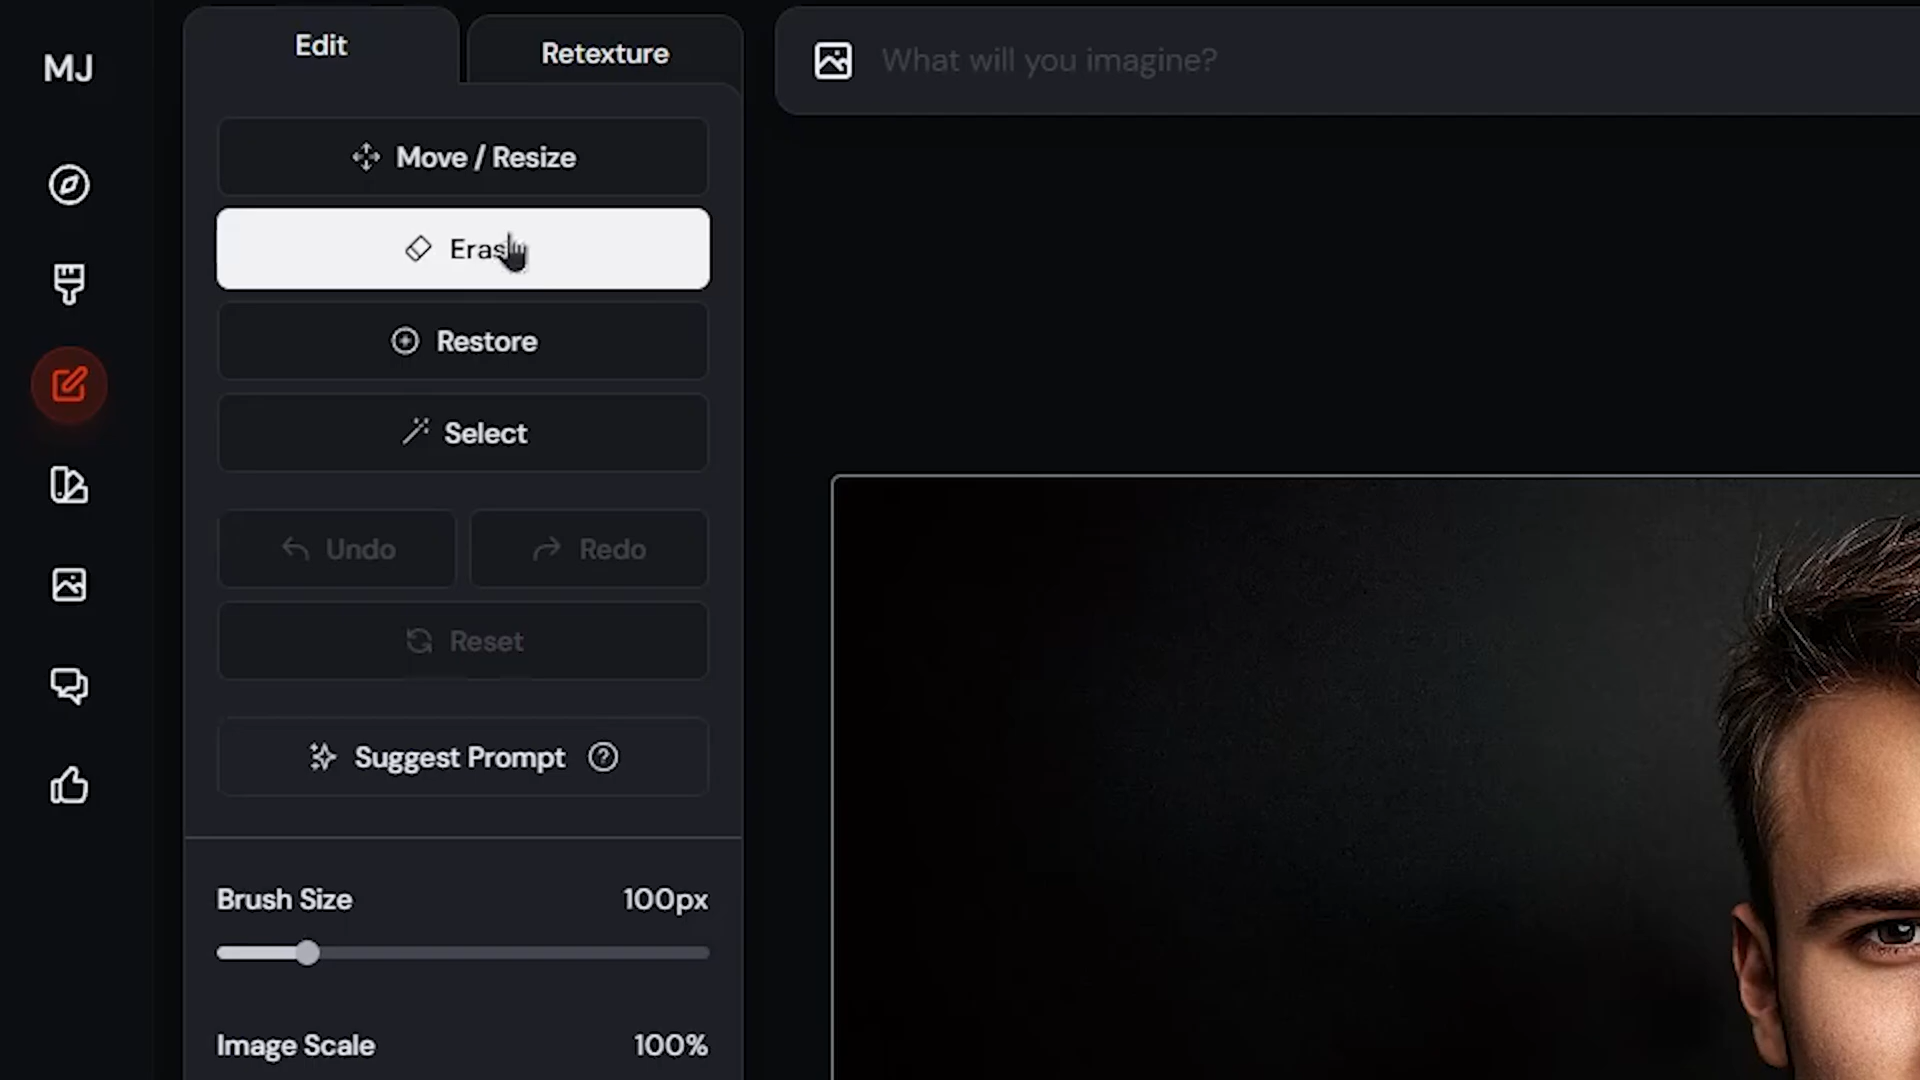 MJ
Edit
Retexture
What will you imagine?
Move / Resize
Restore
Select
Undo
Redo
Reset
Suggest Prompt
Brush Size
100px
Image Scale
100%